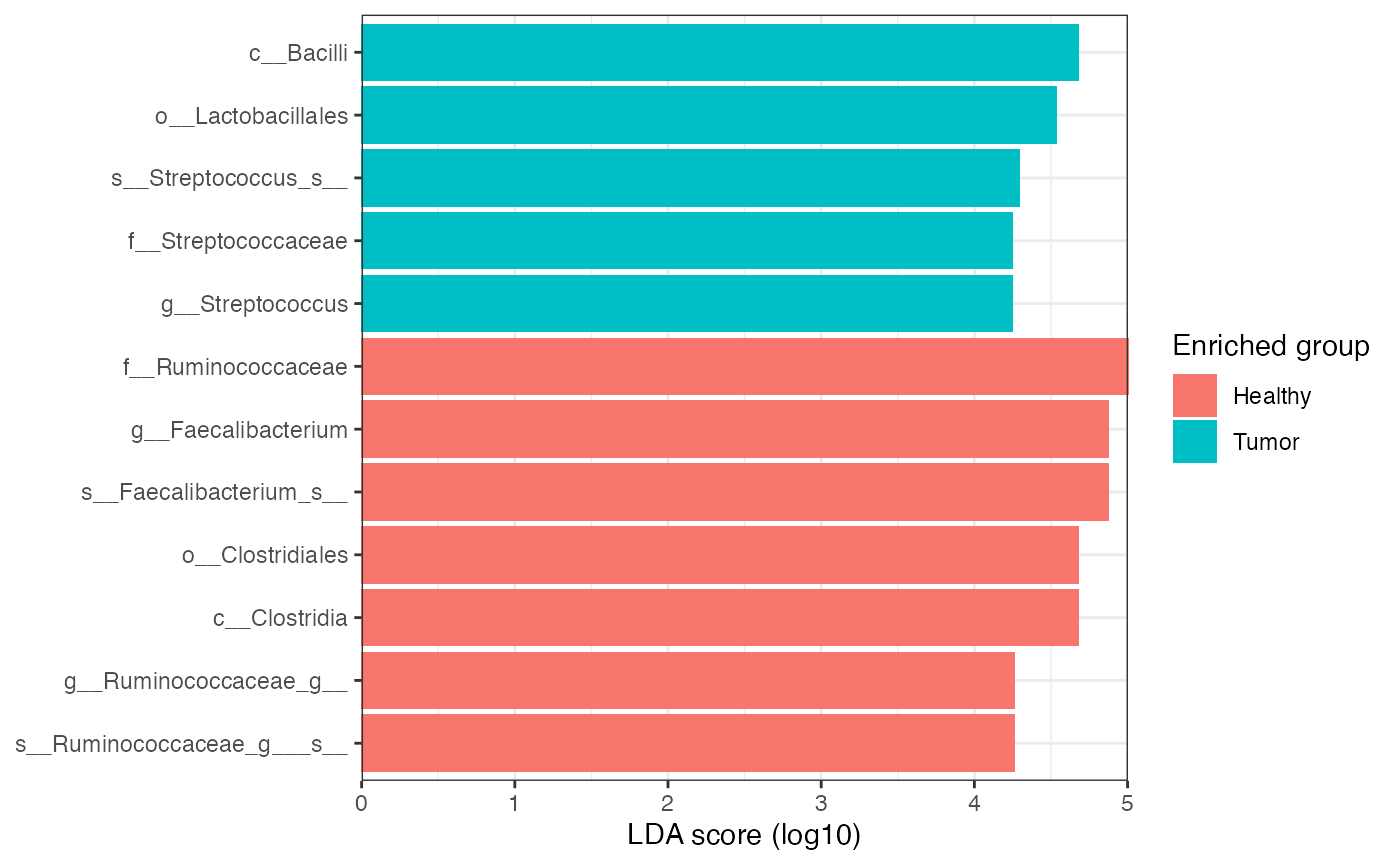 c__Bacilli
o__Lactobacillales
s__Streptococcus_s__
f__Streptococcaceae
g__Streptococcus
f__Ruminococcaceae
g__Faecalibacterium
s__Faecalibacterium_s__
o__Clostridiales
c__Clostridia
g__Ruminococcaceae_g__
s__Ruminococcaceae_g___s__
0 1 2 3 4 5
LDA score (log10)
Enriched group
Healthy
Tumor